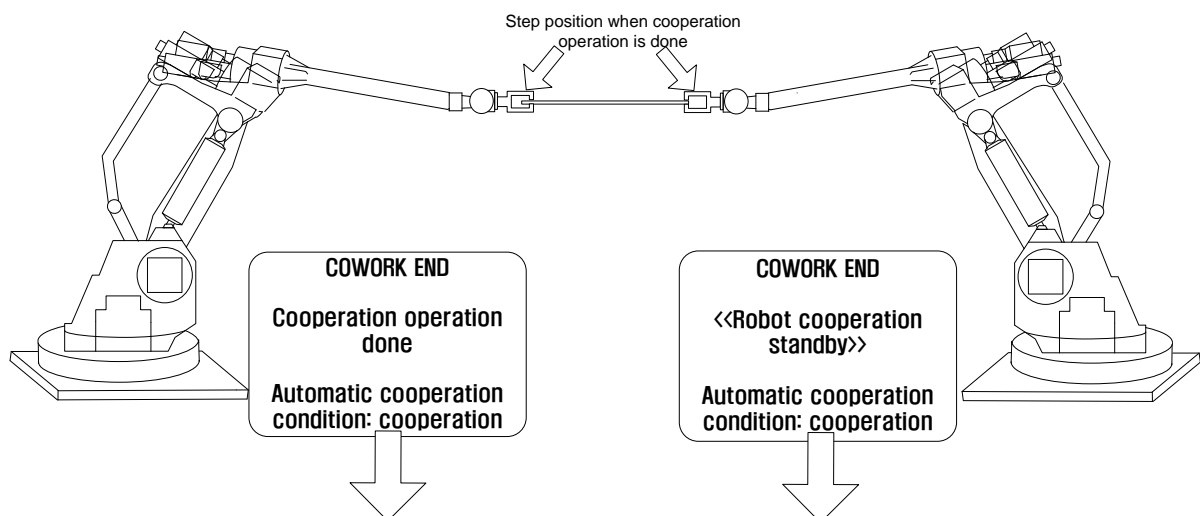 Step position when cooperation
operation is done
COWORK END
Cooperation operation
done
Automatic cooperation
condition: cooperation
COWORK END
<<Robot cooperation
standby>>
Automatic cooperation
condition: cooperation